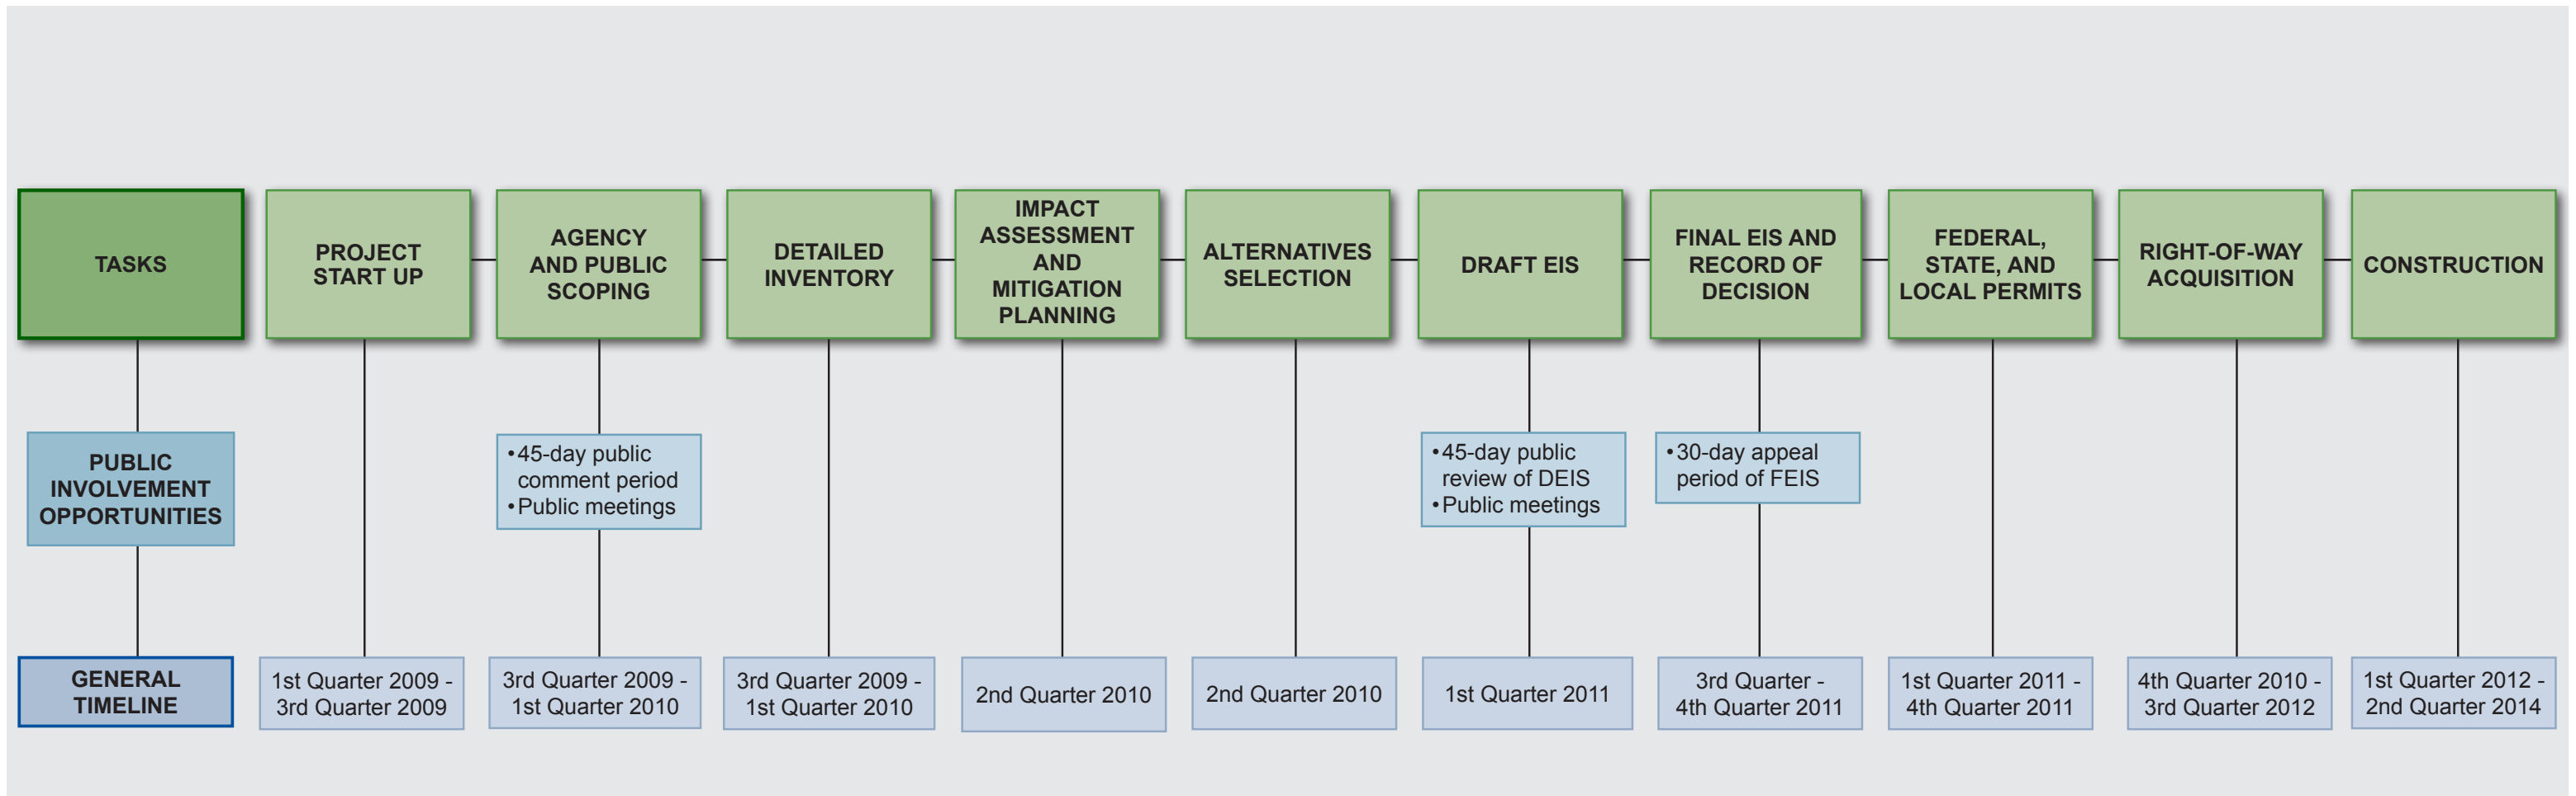 TASKS
PROJECT
START UP
AGENCY
AND PUBLIC
SCOPING
DETAILED
INVENTORY
IMPACT
ASSESSMENT
AND
MITIGATION
PLANNING
ALTERNATIVES
SELECTION
DRAFT EIS
FINAL EIS AND
RECORD OF
DECISION
FEDERAL,
STATE, AND
LOCAL PERMITS
RIGHT-OF-WAY
ACQUISITION
CONSTRUCTION
PUBLIC
INVOLVEMENT
OPPORTUNITIES
•45-day public
comment period
•Public meetings
•45-day public
review of DEIS
•Public meetings
•30-day appeal
period of FEIS
GENERAL
TIMELINE
1st Quarter 2009 -
3rd Quarter 2009
3rd Quarter 2009 -
1st Quarter 2010
3rd Quarter 2009 -
1st Quarter 2010
2nd Quarter 2010
2nd Quarter 2010
1st Quarter 2011
3rd Quarter -
4th Quarter 2011
1st Quarter 2011 -
4th Quarter 2011
4th Quarter 2010 -
3rd Quarter 2012
1st Quarter 2012 -
2nd Quarter 2014